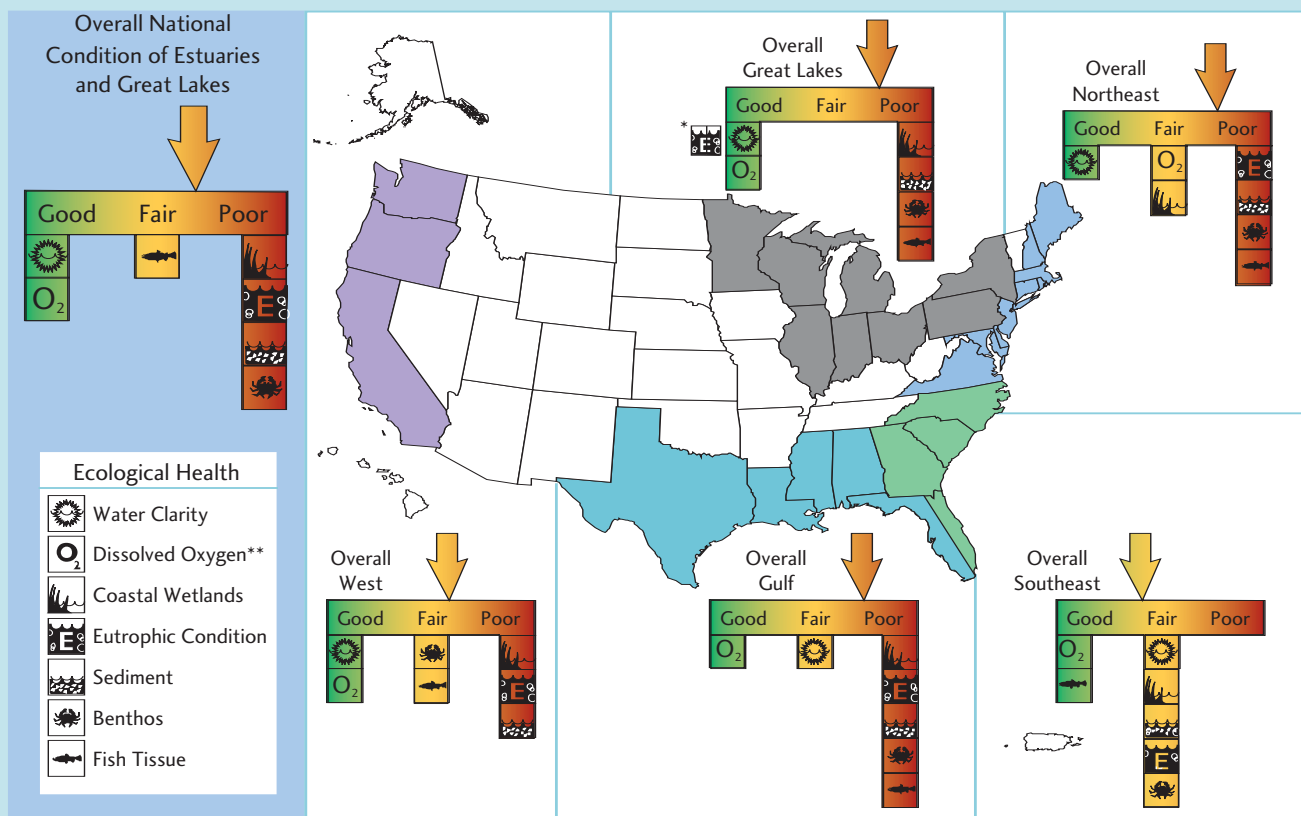 Overall National
Condition of Estuaries
and Great Lakes
Good Fair Poor
O2
E
Ecological Health
Water Clarity
O2 Dissolved Oxygen**
Coastal Wetlands
E Eutrophic Condition
Sediment
Benthos
Fish Tissue
Overall
Great Lakes
Good Fair Poor
*
E
O2
Overall
Northeast
Good Fair Poor
O2
E
Overall
West
Good Fair Poor
O2
E
Overall
Gulf
Good Fair Poor
O2
E
Overall
Southeast
Good Fair Poor
O2
E